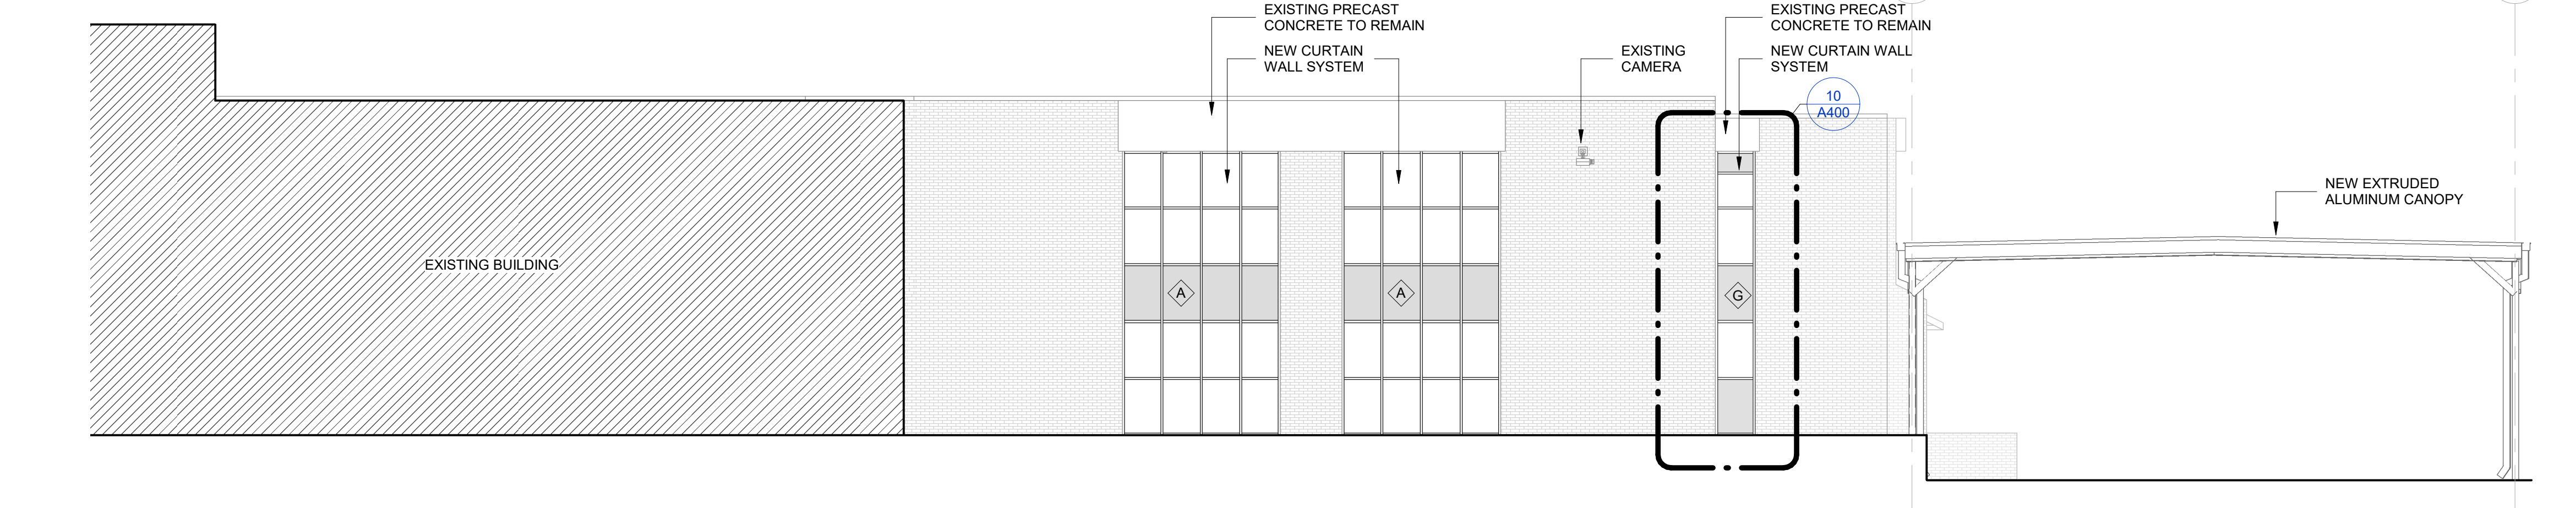 EXISTING PRECAST
CONCRETE TO REMAIN
NEW CURTAIN
WALL SYSTEM
EXISTING
CAMERA
EXISTING PRECAST
CONCRETE TO REMAIN
NEW CURTAIN WALL
SYSTEM
10
A400
NEW EXTRUDED
ALUMINUM CANOPY
EXISTING BUILDING
A
A
G